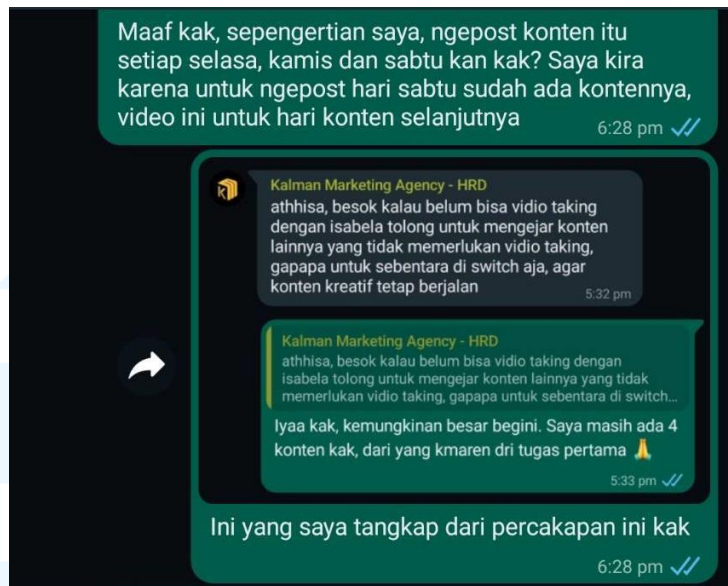 Maaf kak, sepengertian saya, ngepost konten itu
setiap selasa, kamis dan sabtu kan kak? Saya kira
karena untuk ngepost hari sabtu sudah ada kontennya,
video ini untuk hari konten selanjutnya
6:28 pm
Kalman Marketing Agency - HRD
athhisa, besok kalau belum bisa vidio taking
dengan isabela tolong untuk mengejar konten
lainnya yang tidak memerlukan vidio taking,
gapapa untuk sebentara di switch aja, agar
konten kreatif tetap berjalan
5:32 pm
Kalman Marketing Agency - HRD
athhisa, besok kalau belum bisa vidio taking dengan
isabela tolong untuk mengejar konten lainnya yang tidak
memerlukan vidio taking, gapapa untuk sebentara di switch...
Iyaa kak, kemungkinan besar begini. Saya masih ada 4
konten kak, dari yang kmaren dri tugas pertama 🙏
5:33 pm
Ini yang saya tangkap dari percakapan ini kak
6:28 pm